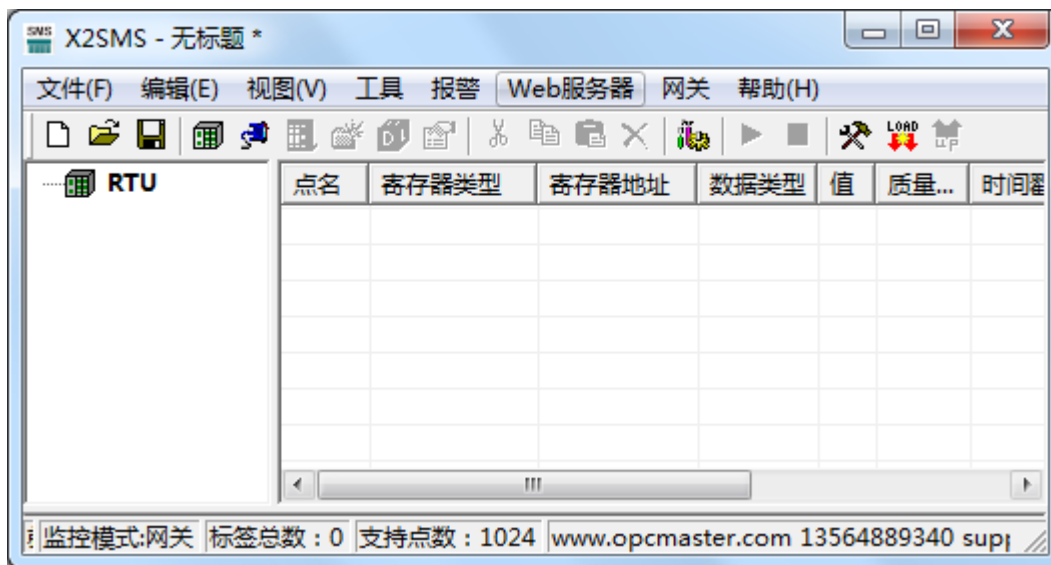 SMS X2SMS - 无标题 *
文件(F) 编辑(E) 视图(V) 工具 报警 Web服务器 网关 帮助(H)
DI LOAD UP
RTU 点名 寄存器类型 寄存器地址 数据类型 值 质量... 时间戳
监控模式:网关 标签总数：0 支持点数：1024 www.opcmaster.com 13564889340